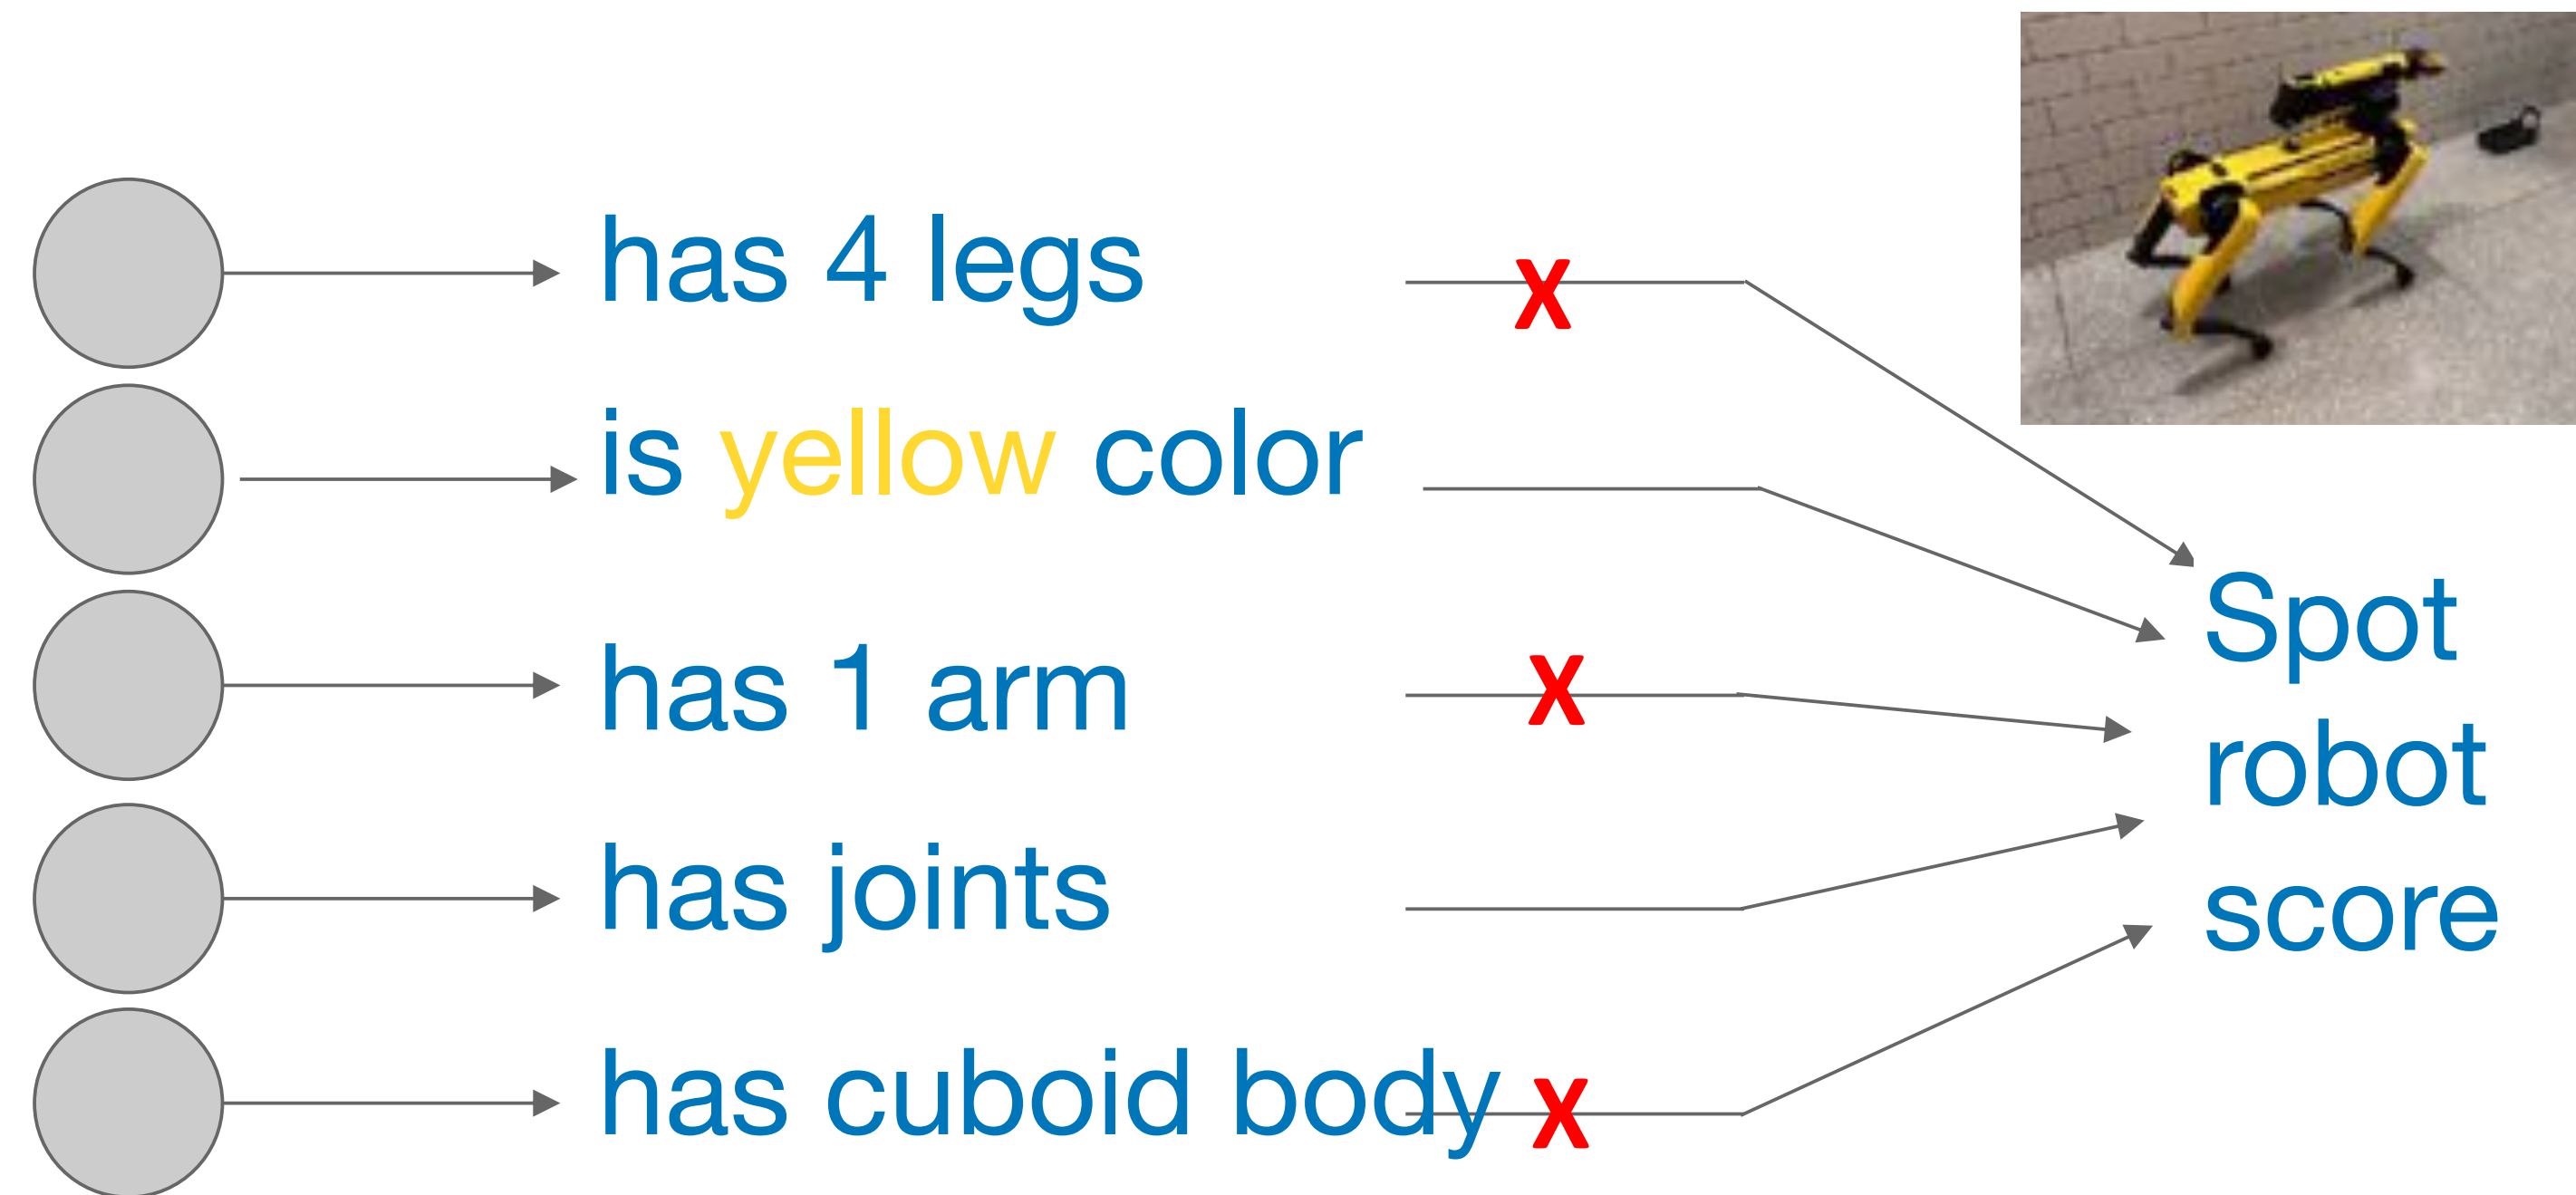 has 4 legs
X
is yellow color
has 1 arm
X
has joints
has cuboid body
X
Spot
robot
score